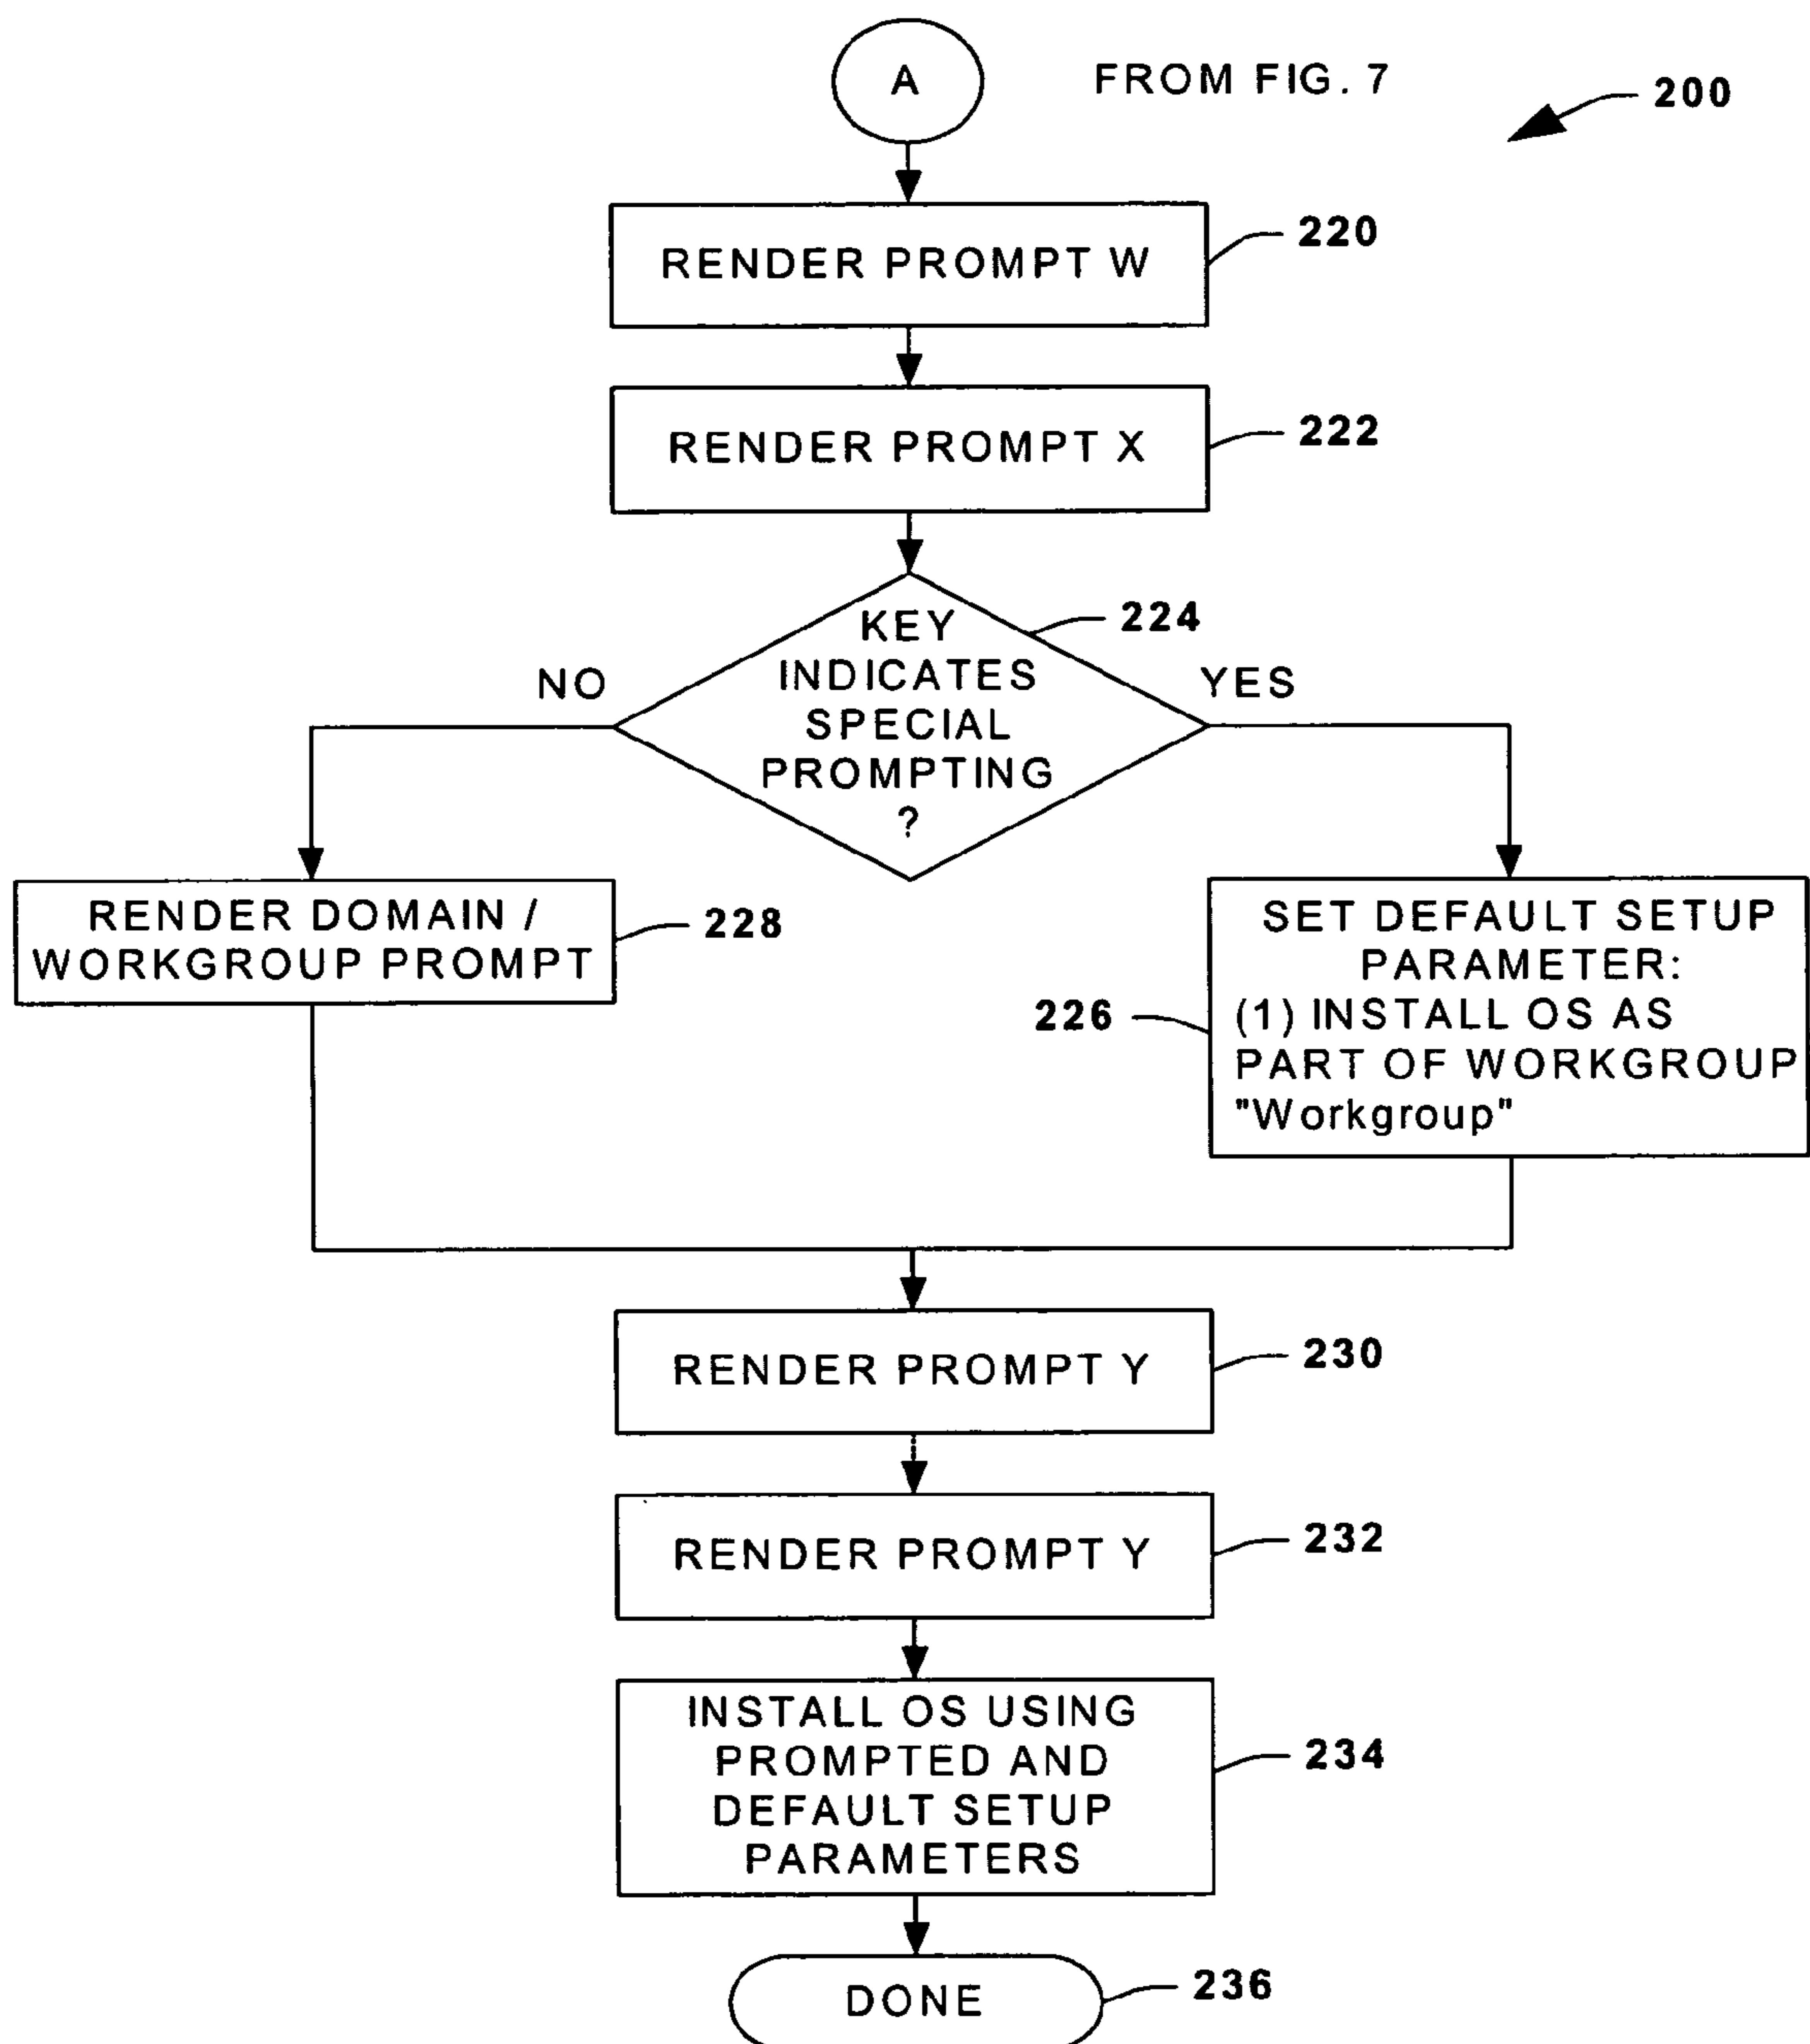 A
FROM FIG. 7
200
RENDER PROMPT W
220
RENDER PROMPT X
222
KEY
INDICATES
SPECIAL
PROMPTING
?
224
NO
YES
RENDER DOMAIN /
WORKGROUP PROMPT
228
SET DEFAULT SETUP
PARAMETER:
(1) INSTALL OS AS
PART OF WORKGROUP
"Workgroup"
226
RENDER PROMPT Y
230
RENDER PROMPT Y
232
INSTALL OS USING
PROMPTED AND
DEFAULT SETUP
PARAMETERS
234
DONE
236